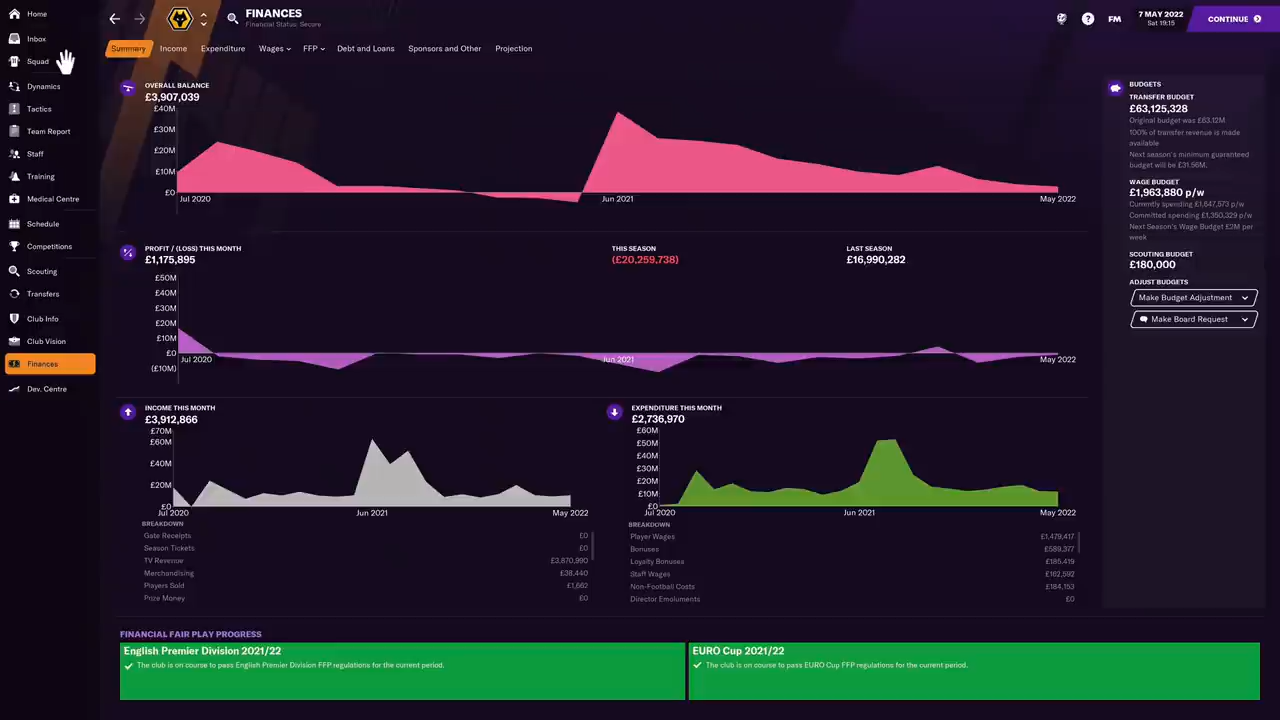 Home
Inbox
Squad
Dynamics
Tactics
Team Report
Staff
Training
Medical Centre
Schedule
Competitions
Scouting
Transfers
Club Info
Club Vision
Finances
Dev. Centre
FINANCES
Financial Status: Secure
FM
7 MAY 2022
Sat 19:15
CONTINUE
Summary Income Expenditure Wages FFP Debt and Loans Sponsors and Other Projection
OVERALL BALANCE
£3,907,039
£40M
£30M
£20M
£10M
£0
Jul 2020 Jun 2021 May 2022
PROFIT / (LOSS) THIS MONTH
£1,175,895
THIS SEASON
(£20,259,738)
LAST SEASON
£16,990,282
£50M
£40M
£30M
£20M
£10M
£0
(£10M)
Jul 2020 Jun 2021 May 2022
INCOME THIS MONTH
£3,912,866
£70M
£60M
£40M
£20M
£0
Jul 2020 Jun 2021 May 2022
BREAKDOWN
Gate Receipts £0
Season Tickets £0
TV Revenue £3,870,990
Merchandising £38,440
Players Sold £1,662
Prize Money £0
EXPENDITURE THIS MONTH
£2,736,970
£60M
£50M
£40M
£30M
£20M
£10M
£0
Jul 2020 Jun 2021 May 2022
BREAKDOWN
Player Wages £1,479,417
Bonuses £589,377
Loyalty Bonuses £185,419
Staff Wages £162,592
Non-Football Costs £184,153
Director Emoluments £0
BUDGETS
TRANSFER BUDGET
£63,125,328
Original budget was £63.12M
100% of transfer revenue is made
available
Next season's minimum guaranteed
budget will be £31.56M.
WAGE BUDGET
£1,963,880 p/w
Currently spending £1,647,573 p/w
Committed spending £1,350,329 p/w
Next Season's Wage Budget £2M per
week
SCOUTING BUDGET
£180,000
ADJUST BUDGETS
Make Budget Adjustment
Make Board Request
FINANCIAL FAIR PLAY PROGRESS
English Premier Division 2021/22
The club is on course to pass English Premier Division FFP regulations for the current period.
EURO Cup 2021/22
The club is on course to pass EURO Cup FFP regulations for the current period.